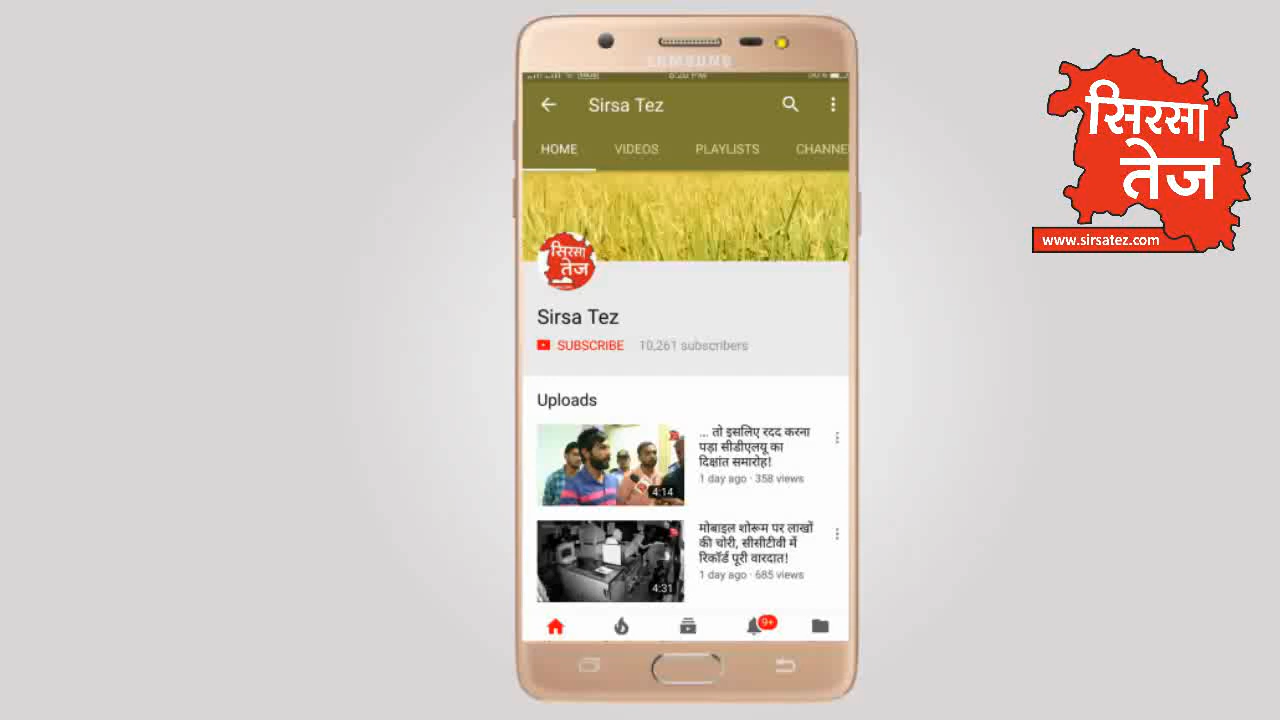 SAMSUNG
Sirsa Tez
HOME VIDEOS PLAYLISTS CHANNE
सिरसा
तेज
Sirsa Tez
SUBSCRIBE 10,261 subscribers
Uploads
... तो इसलिए रदद करना
पड़ा सीडीएलयू का
दिक्षांत समारोह!
1 day ago · 358 views
4:14
मोबाइल शोरूम पर लाखों
की चोरी, सीसीटीवी में
रिकॉर्ड पूरी वारदात!
1 day ago · 685 views
4:31
9+
सिरसा
तेज
www.sirsatez.com